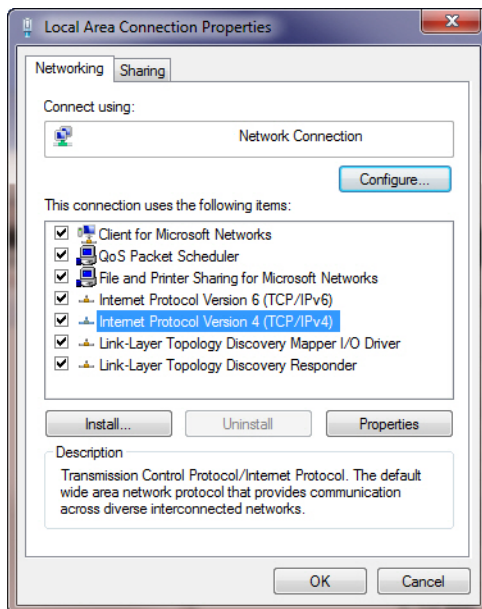 Local Area Connection Properties
Networking
Sharing
Connect using:
Network Connection
Configure...
This connection uses the following items:
Client for Microsoft Networks
QoS Packet Scheduler
File and Printer Sharing for Microsoft Networks
Internet Protocol Version 6 (TCP/IPv6)
Internet Protocol Version 4 (TCP/IPv4)
Link-Layer Topology Discovery Mapper I/O Driver
Link-Layer Topology Discovery Responder
Install...
Uninstall
Properties
Description
Transmission Control Protocol/Internet Protocol. The default
wide area network protocol that provides communication
across diverse interconnected networks.
OK
Cancel